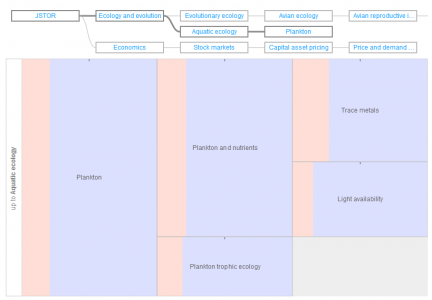 JSTOR
Ecology and evolution
Evolutionary ecology
Avian ecology
Avian reproductive i...
Aquatic ecology
Plankton
Economics
Stock markets
Capital asset pricing
Price and demand ...
up to Aquatic ecology
Plankton
Plankton and nutrients
Trace metals
Light availability
Plankton trophic ecology